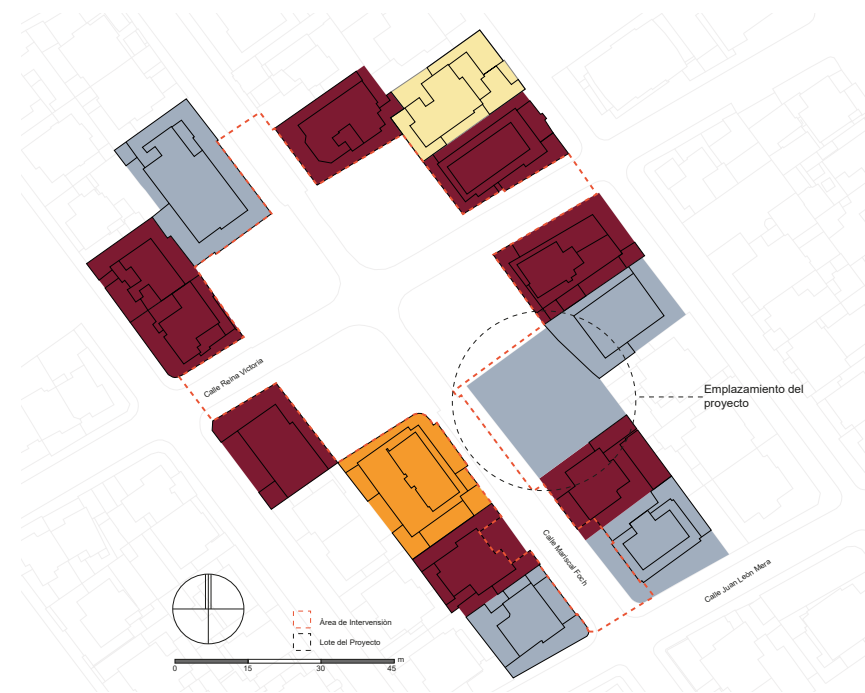 Calle Reina Victoria
Emplazamiento del
proyecto
Calle Mariscal Foch
Calle Juan León Mera
Área de Intervensión
Lote del Proyecto
m
0 15 30 45